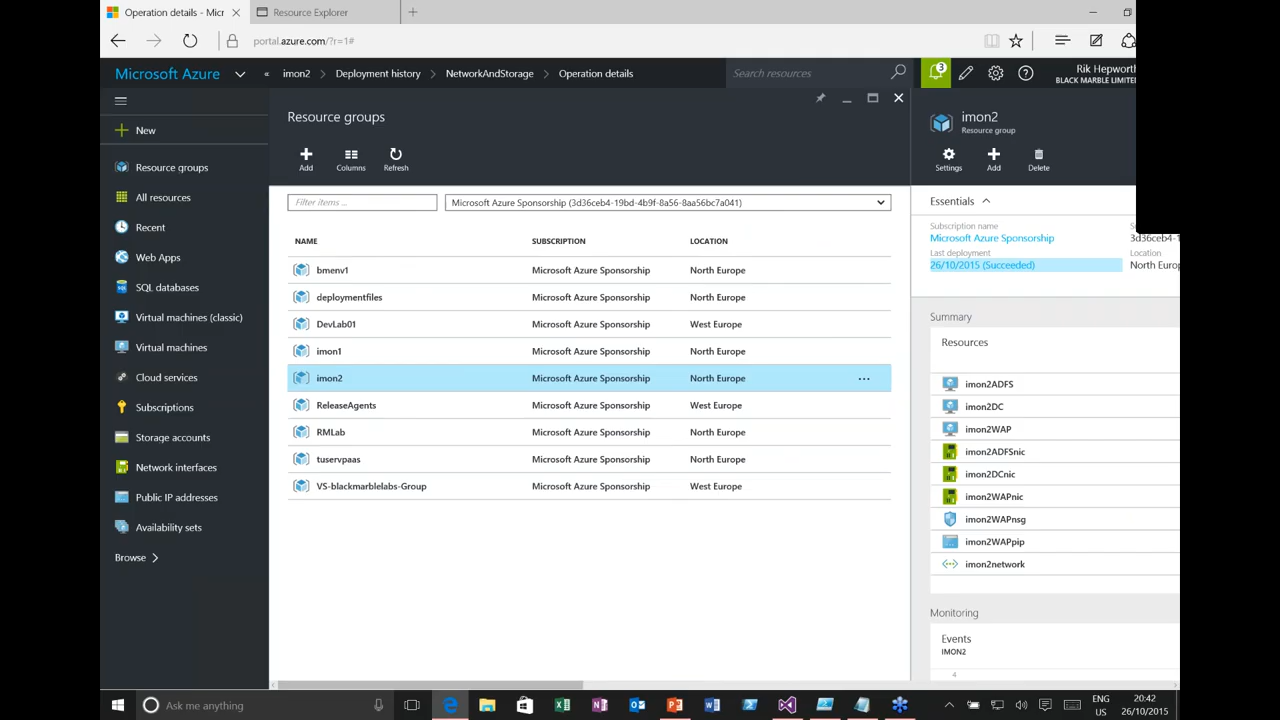 Operation details - Micr
Resource Explorer
portal.azure.com/?r=1#
Microsoft Azure
imon2
Deployment history
NetworkAndStorage
Operation details
Search resources
3
Rik Hepworth
BLACK MARBLE LIMITED
New
Resource groups
All resources
Recent
Web Apps
SQL databases
Virtual machines (classic)
Virtual machines
Cloud services
Subscriptions
Storage accounts
Network interfaces
Public IP addresses
Availability sets
Browse
Resource groups
Add Columns Refresh
Filter items ...
Microsoft Azure Sponsorship (3d36ceb4-19bd-4b9f-8a56-8aa56bc7a041)
NAME SUBSCRIPTION LOCATION
bmenv1 Microsoft Azure Sponsorship North Europe
deploymentfiles Microsoft Azure Sponsorship North Europe
DevLab01 Microsoft Azure Sponsorship West Europe
imon1 Microsoft Azure Sponsorship North Europe
imon2 Microsoft Azure Sponsorship North Europe ...
ReleaseAgents Microsoft Azure Sponsorship West Europe
RMLab Microsoft Azure Sponsorship North Europe
tuservpaas Microsoft Azure Sponsorship North Europe
VS-blackmarblelabs-Group Microsoft Azure Sponsorship West Europe
imon2
Resource group
Settings Add Delete
Essentials
Subscription name
Microsoft Azure Sponsorship 3d36ceb4-1
Last deployment Location
26/10/2015 (Succeeded) North Europ
Summary
Resources
imon2ADFS
imon2DC
imon2WAP
imon2ADFSnic
imon2DCnic
imon2WAPnic
imon2WAPnsg
imon2WAPpip
imon2network
Monitoring
Events
IMON2
4
Ask me anything
ENG
US
20:42
26/10/2015